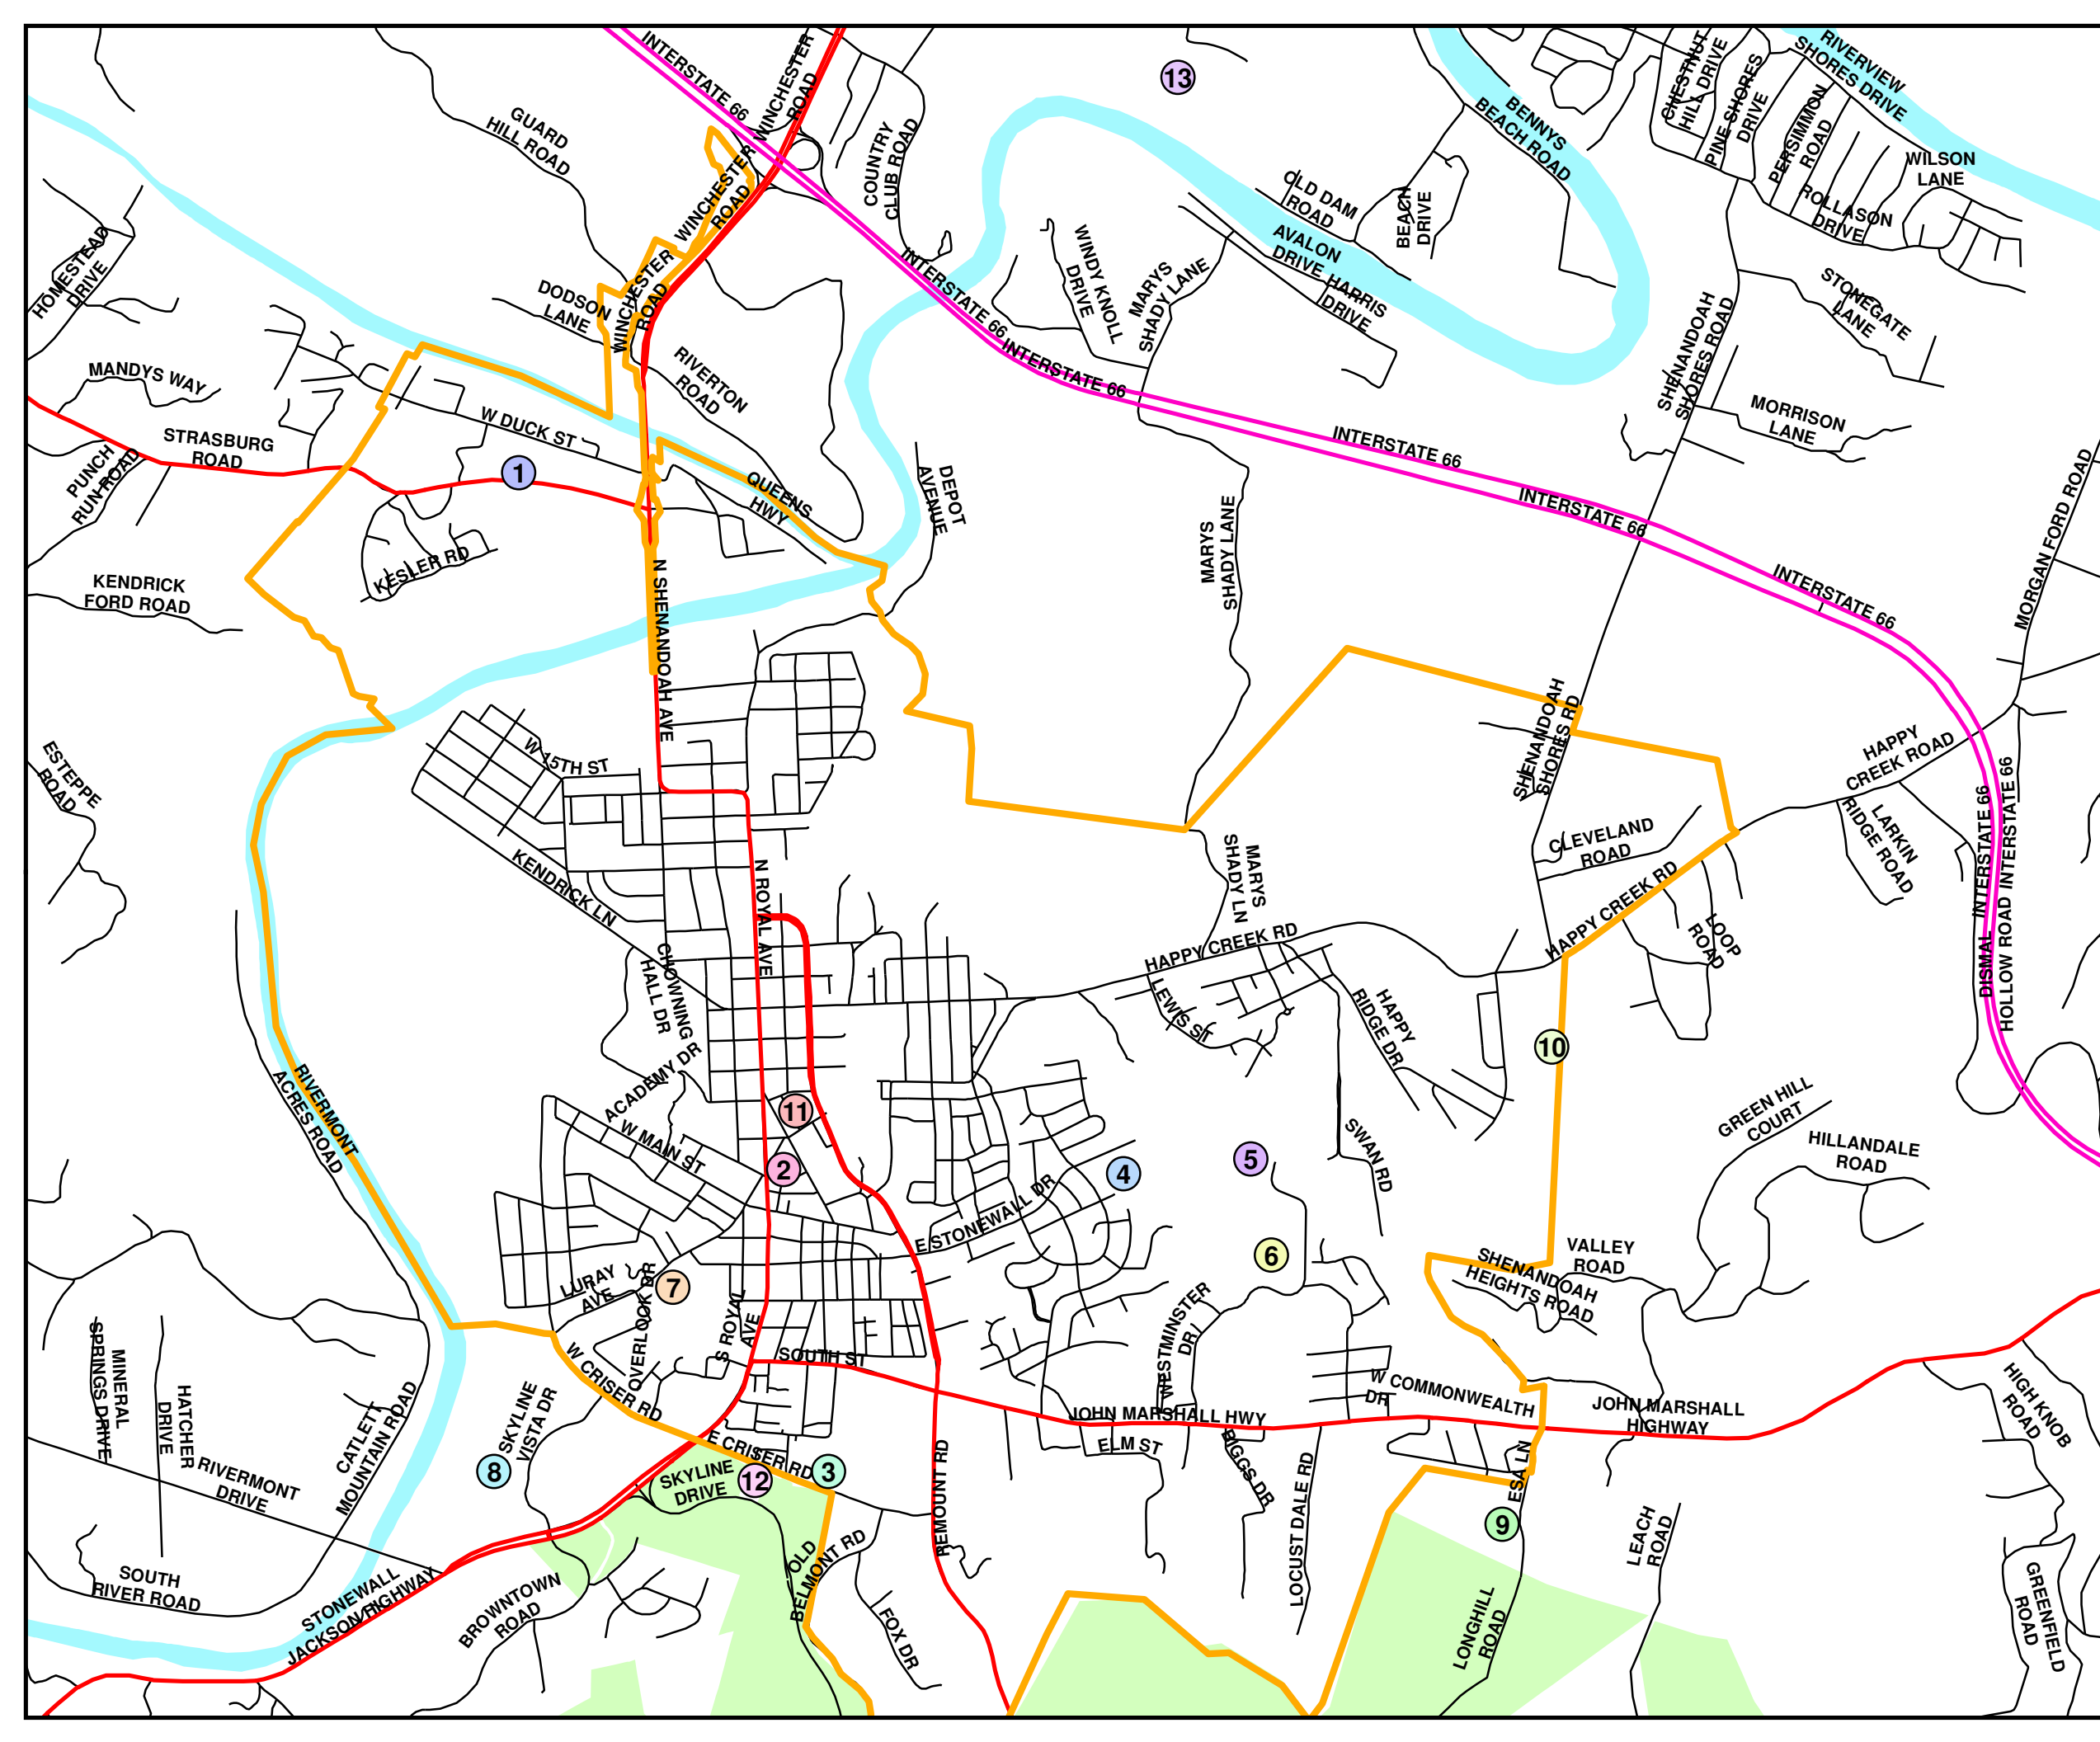 INTERSTATE 66
WINCHESTER
ROAD
13
CHESTNUT
HILL DRIVE
PINE SHORES
DRIVE
PERSIMMON
ROAD
RIVERVIEW
SHORES DRIVE
WILSON
LANE
ROLLASON
DRIVE
BENNYS
BEACH ROAD
GUARD
HILL ROAD
COUNTRY
CLUB ROAD
WINCHESTER
ROAD
OLD DAM
ROAD
BEACH
DRIVE
AVALON
DRIVE
HARRIS
DRIVE
WINDY KNOLL
DRIVE
MARYS
SHADY LANE
HOMESTEAD
DRIVE
DODSON
LANE
WINCHESTER
ROAD
INTERSTATE 66
INTERSTATE 66
SHENANDOAH
SHORES ROAD
STONEGATE
LANE
MANDYS WAY
RIVERTON
ROAD
MORRISON
LANE
STRASBURG
ROAD
W DUCK ST
INTERSTATE 66
PUNCH
RUN ROAD
1
QUEENS
HWY
DEPOT
AVENUE
INTERSTATE 66
MARYS
SHADY LANE
MORGAN FORD ROAD
KESLER RD
KENDRICK
FORD ROAD
INTERSTATE 66
N SHENANDOAH AVE
SHENANDOAH
SHORES RD
ESTEPPE
ROAD
W 15TH ST
HAPPY
CREEK ROAD
LARKIN
RIDGE ROAD
INTERSTATE 66
DISMAL
HOLLOW ROAD
INTERSTATE 66
CLEVELAND
ROAD
MARYS
SHADY LN
KENDRICK LN
N ROYAL AVE
HAPPY CREEK RD
HAPPY CREEK RD
LOOP
ROAD
CHOWNING
HALL DR
LEWIS ST
HAPPY
RIDGE DR
10
RIVERMONT
ACRES ROAD
ACADEMY DR
11
GREEN HILL
COURT
W MAIN ST
HILLANDALE
ROAD
2
4
5
SWAN RD
E STONEWALL DR
6
VALLEY
ROAD
SHENANDOAH
HEIGHTS ROAD
LURAY
AVE
OVERLOOK DR
7
S ROYAL
AVE
WESTMINSTER
DR
SOUTH ST
W CRISER RD
W COMMONWEALTH
DR
MINERAL
SPRINGS DRIVE
HATCHER
DRIVE
CATLETT
MOUNTAIN ROAD
SKYLINE
VISTA DR
JOHN MARSHALL HWY
JOHN MARSHALL
HIGHWAY
HIGH KNOB
ROAD
ELM ST
E CRISER RD
BIGGS DR
8
SKYLINE
DRIVE
12
3
RIVERMONT
DRIVE
REMOUNT RD
LOCUST DALE RD
ESA LN
9
LEACH
ROAD
OLD
BELMONT RD
SOUTH
RIVER ROAD
STONEWALL
JACKSON HIGHWAY
BROWNTOWN
ROAD
FOX DR
LONGHILL
ROAD
GREENFIELD
ROAD